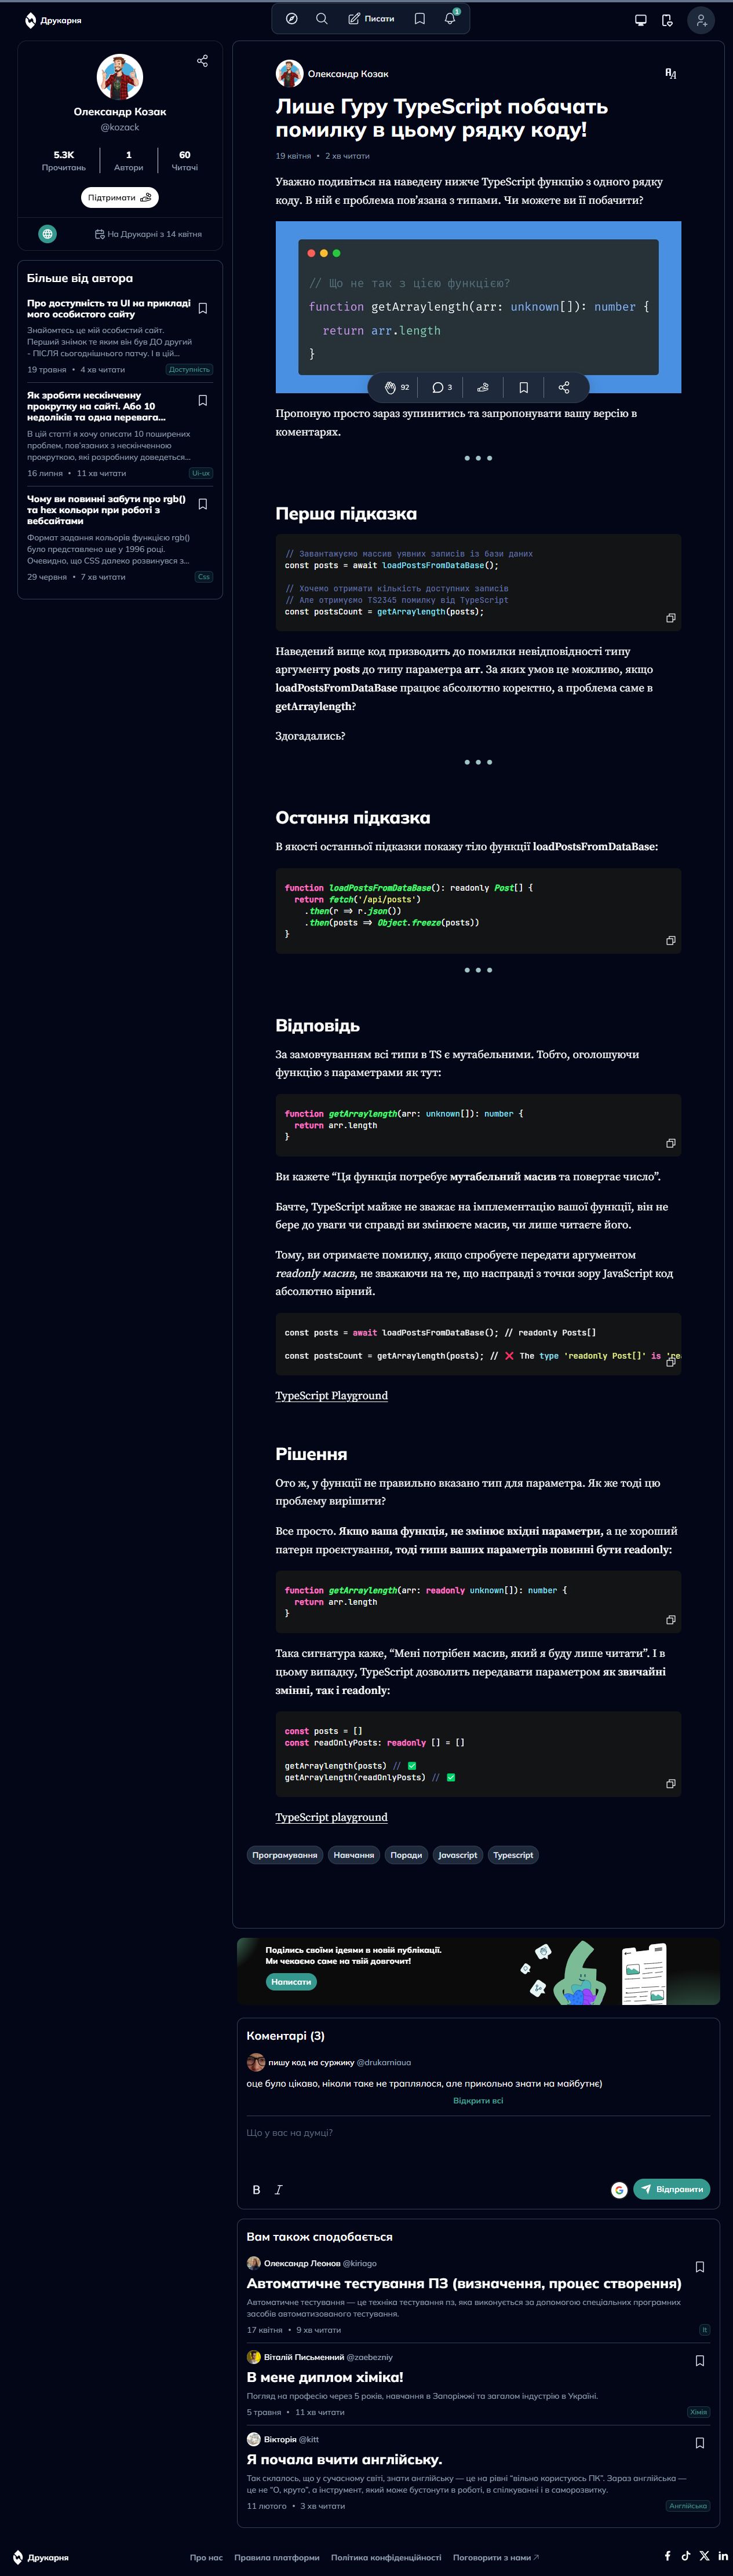 Друкарня
Писати
1
Олександр Козак
@kozack
5.3K
Прочитань
1
Автори
60
Читачі
Підтримати
На Друкарні з 14 квітня
Більше від автора
Про доступність та UI на прикладі
мого особистого сайту
Знайомтесь це мій особистий сайт.
Перший знімок те яким він був ДО другий
- ПІСЛЯ сьогоднішнього патчу. І в цій...
19 травня • 4 хв читати
Доступність
Як зробити нескінченну
прокрутку на сайті. Або 10
недоліків та одна перевага...
В цій статті я хочу описати 10 поширених
проблем, пов’язаних з нескінченною
прокруткою, які розробнику доведеться...
16 липня • 11 хв читати
Ui-ux
Чому ви повинні забути про rgb()
та hex кольори при роботі з
вебсайтами
Формат задання кольорів функцією rgb()
було представлено ще у 1996 році.
Очевидно, що CSS далеко розвинувся з...
29 червня • 7 хв читати
Css
Олександр Козак
Лише Гуру TypeScript побачать
помилку в цьому рядку коду!
19 квітня • 2 хв читати
Уважно подивіться на наведену нижче TypeScript функцію з одного рядку
коду. В ній є проблема пов’язана з типами. Чи можете ви її побачити?
// Що не так з цією функцією?
function getArraylength(arr: unknown[]): number {
return arr.length
}
92
3
Пропоную просто зараз зупинитись та запропонувати вашу версію в
коментарях.
Перша підказка
// Завантажуємо массив уявних записів із бази даних
const posts = await loadPostsFromDataBase();
// Хочемо отримати кількість доступних записів
// Але отримуємо TS2345 помилку від TypeScript
const postsCount = getArraylength(posts);
Наведений вище код призводить до помилки невідповідності типу
аргументу posts до типу параметра arr. За яких умов це можливо, якщо
loadPostsFromDataBase працює абсолютно коректно, а проблема саме в
getArraylength?
Здогадались?
Остання підказка
В якості останньої підказки покажу тіло функції loadPostsFromDataBase:
function loadPostsFromDataBase(): readonly Post[] {
return fetch('/api/posts')
.then(r => r.json())
.then(posts => Object.freeze(posts))
}
Відповідь
За замовчуванням всі типи в TS є мутабельними. Тобто, оголошуючи
функцію з параметрами як тут:
function getArraylength(arr: unknown[]): number {
return arr.length
}
Ви кажете “Ця функція потребує мутабельний масив та повертає число”.
Бачте, TypeScript майже не зважає на імплементацію вашої функції, він не
бере до уваги чи справді ви змінюєте масив, чи лише читаєте його.
Тому, ви отримаєте помилку, якщо спробуєте передати аргументом
readonly масив, не зважаючи на те, що насправді з точки зору JavaScript код
абсолютно вірний.
const posts = await loadPostsFromDataBase(); // readonly Posts[]
const postsCount = getArraylength(posts); // ❌ The type 'readonly Post[]' is 're
TypeScript Playground
Рішення
Ото ж, у функції не правильно вказано тип для параметра. Як же тоді цю
проблему вирішити?
Все просто. Якщо ваша функція, не змінює вхідні параметри, а це хороший
патерн проєктування, тоді типи ваших параметрів повинні бути readonly:
function getArraylength(arr: readonly unknown[]): number {
return arr.length
}
Така сигнатура каже, “Мені потрібен масив, який я буду лише читати”. І в
цьому випадку, TypeScript дозволить передавати параметром як звичайні
змінні, так і readonly:
const posts = []
const readOnlyPosts: readonly [] = []
getArraylength(posts) // ✅
getArraylength(readOnlyPosts) // ✅
TypeScript playground
Програмування
Навчання
Поради
Javascript
Typescript
Поділись своїми ідеями в новій публікації.
Ми чекаємо саме на твій довгочит!
Написати
Коментарі (3)
пишу код на суржику @drukarniaua
оце було цікаво, ніколи таке не траплялося, але прикольно знати на майбутнє)
Відкрити всі
Що у вас на думці?
B I
Відправити
Вам також сподобається
Олександр Леонов @kiriago
Автоматичне тестування ПЗ (визначення, процес створення)
Автоматичне тестування — це техніка тестування пз, яка виконується за допомогою спеціальних програмних
засобів автоматизованого тестування.
17 квітня • 9 хв читати
It
Віталій Письменний @zaebezniy
В мене диплом хіміка!
Погляд на професію через 5 років, навчання в Запоріжжі та загалом індустрію в Україні.
5 травня • 11 хв читати
Хімія
Вікторія @kitt
Я почала вчити англійську.
Так склалось, що у сучасному світі, знати англійську — це на рівні “вільно користуюсь ПК”. Зараз англійська —
це не “О, круто”, а інструмент, який може бустонути в роботі, в спілкуванні і в саморозвитку.
11 лютого • 3 хв читати
Англійська
Друкарня
Про нас
Правила платформи
Політика конфіденційності
Поговорити з нами